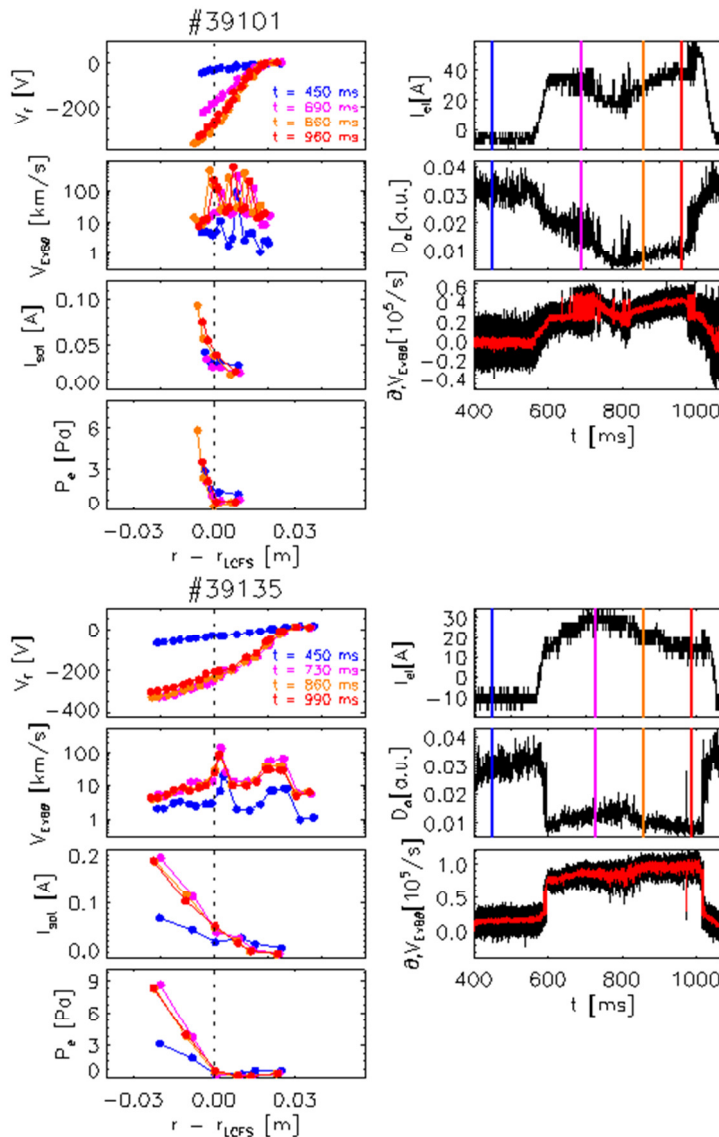 #39101
V_f [V]
0
−200
t = 450 ms
t = 690 ms
t = 860 ms
t = 960 ms
V_E×Bθ [km/s]
100
10
1
I_sat [A]
0.10
0.05
0.00
P_e [Pa]
6
3
0
−0.03 0.00 0.03
r − r_LCFS [m]
I_el[A]
40
20
0
D_α[a.u.]
0.04
0.03
0.02
0.01
∂_rV_E×Bθ[10^5/s]
0.6
0.4
0.2
0.0
−0.2
−0.4
400 600 800 1000
t [ms]
#39135
V_f [V]
0
−200
−400
t = 450 ms
t = 730 ms
t = 860 ms
t = 990 ms
V_E×Bθ [km/s]
100
10
1
I_sat [A]
0.2
0.1
0.0
P_e [Pa]
9
6
3
0
−0.03 0.00 0.03
r − r_LCFS [m]
I_el[A]
30
20
10
0
−10
D_α[a.u.]
0.04
0.03
0.02
0.01
∂_rV_E×Bθ[10^5/s]
1.0
0.5
0.0
400 600 800 1000
t [ms]